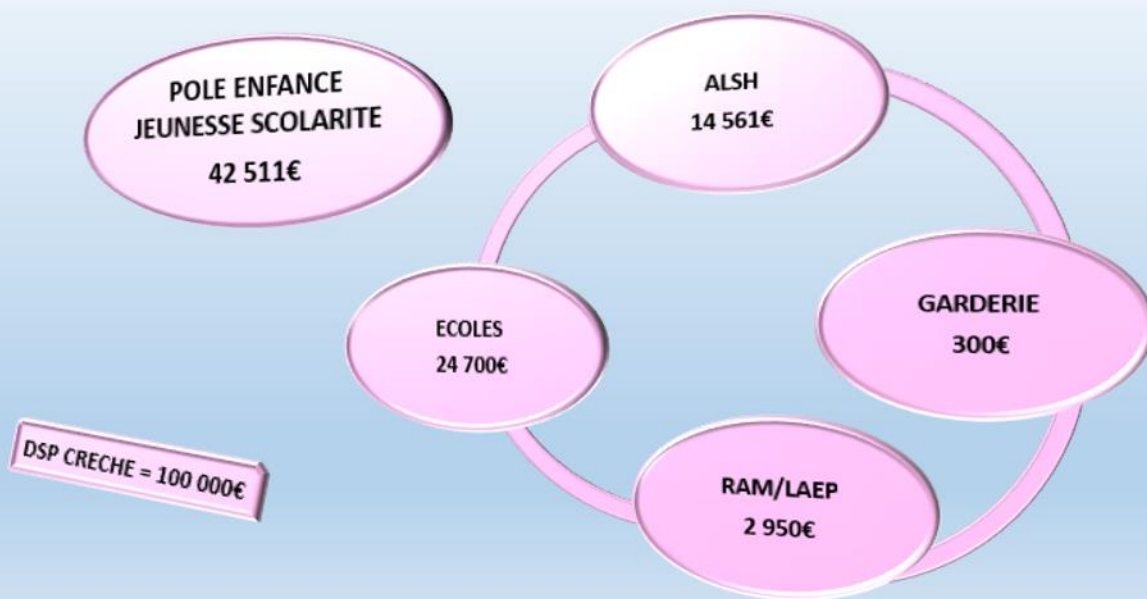 POLE ENFANCE
JEUNESSE SCOLARITE
42 511€
ALSH
14 561€
GARDERIE
300€
ECOLES
24 700€
RAM/LAEP
2 950€
DSP CRECHE = 100 000€